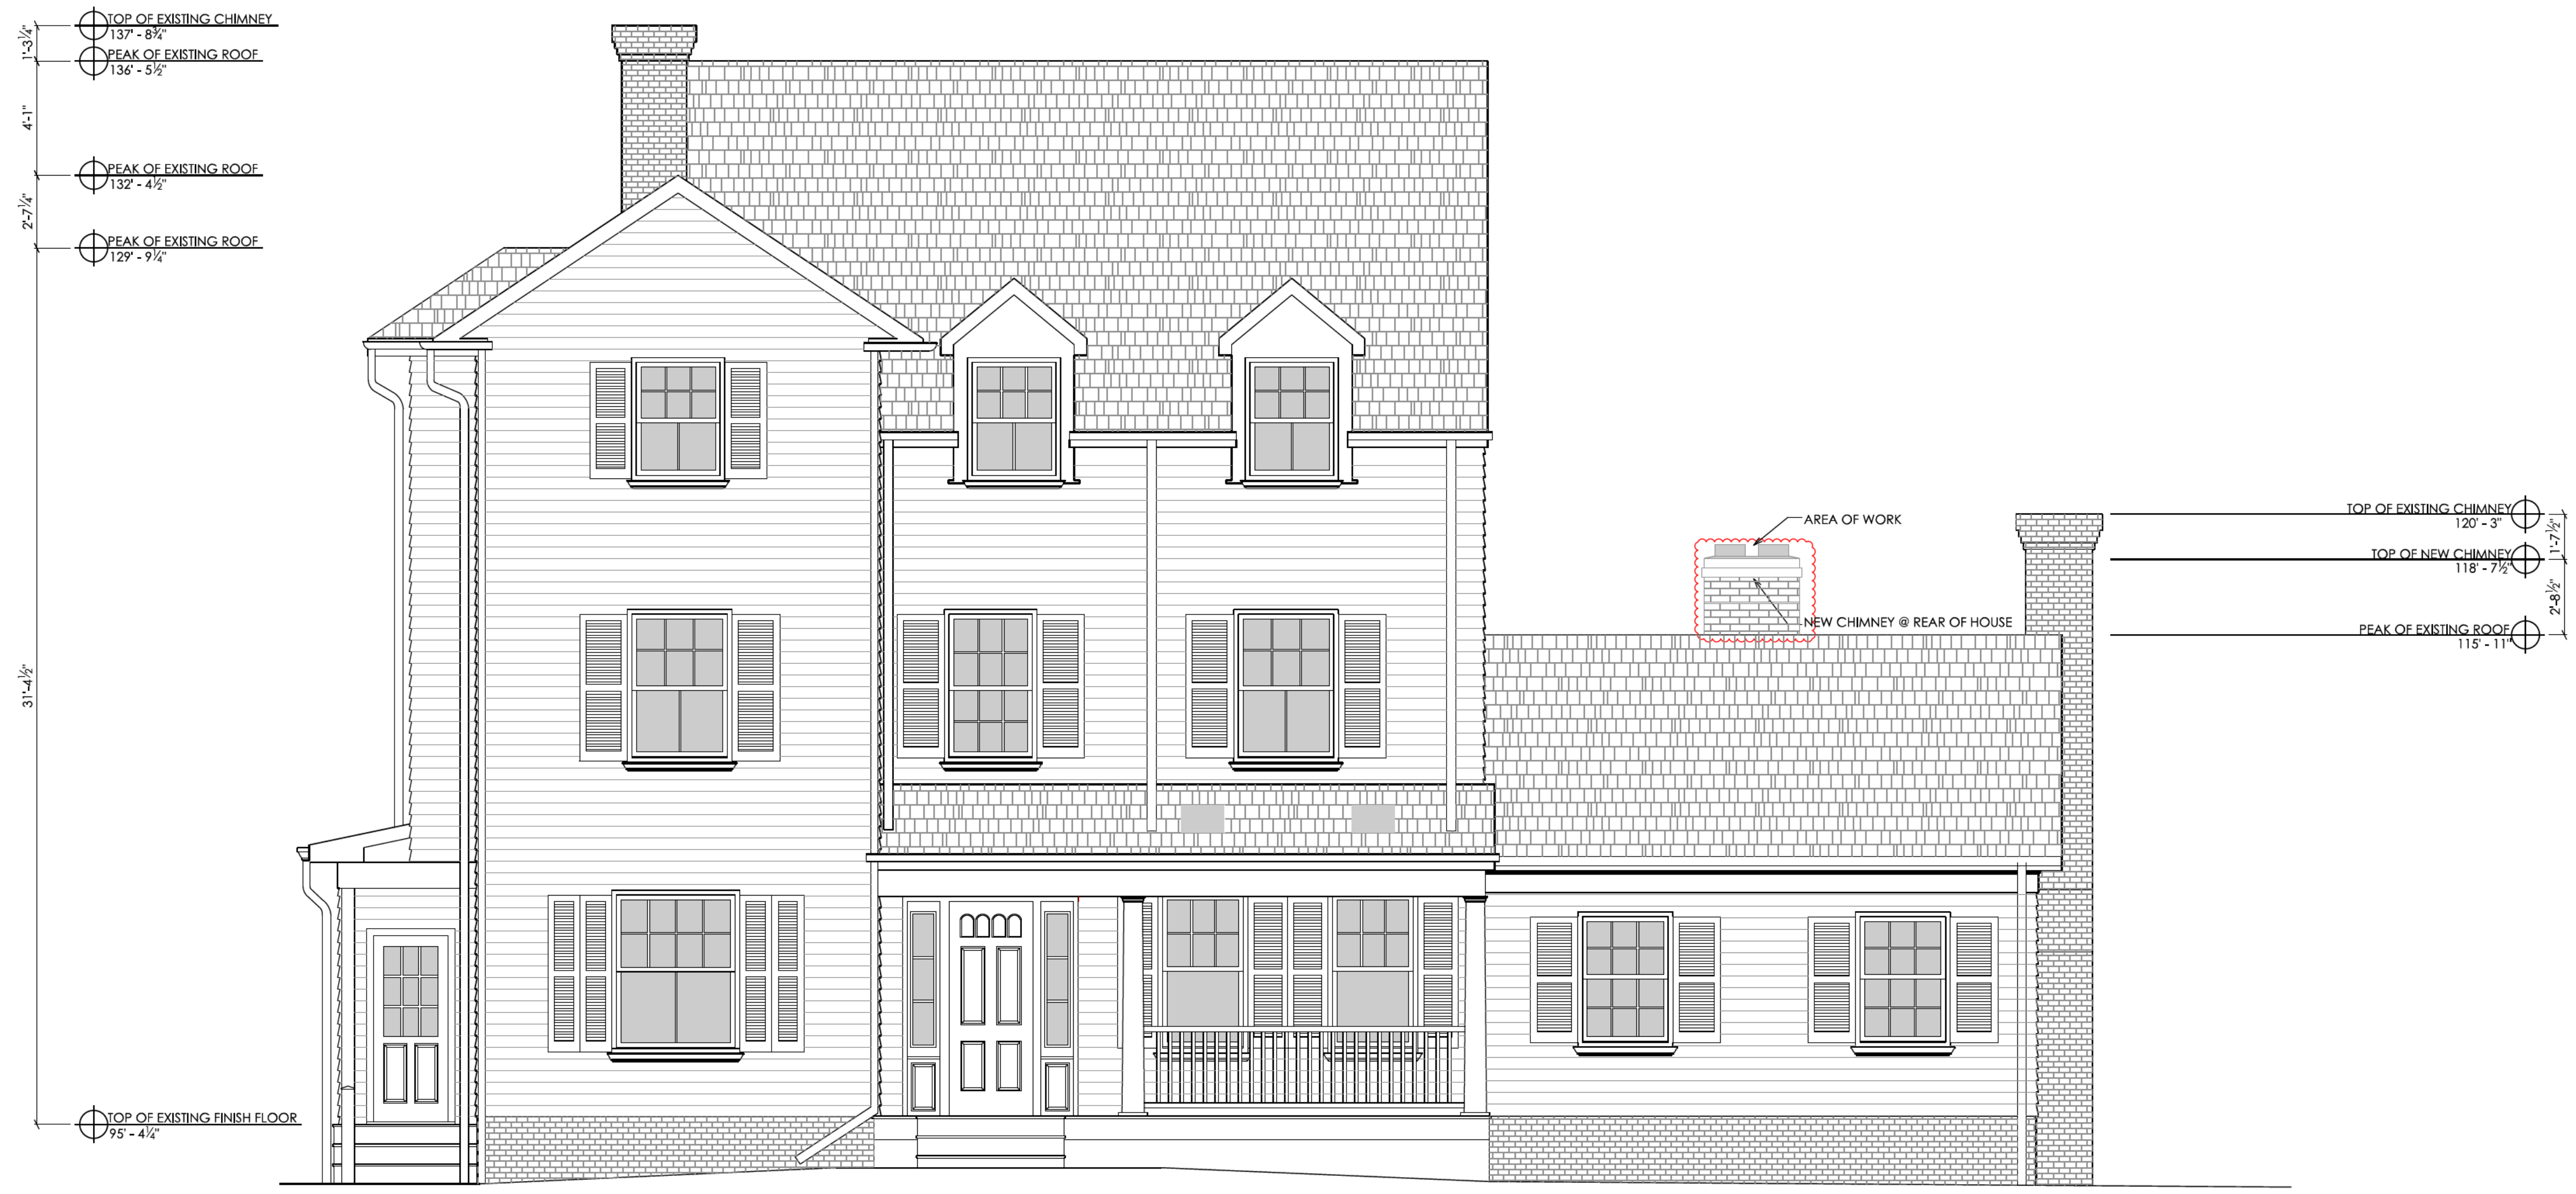 TOP OF EXISTING CHIMNEY
137' - 8¾"
1'-3¼"
PEAK OF EXISTING ROOF
136' - 5½"
4'-1"
PEAK OF EXISTING ROOF
132' - 4½"
2'-7¼"
PEAK OF EXISTING ROOF
129' - 9¼"
31'-4½"
TOP OF EXISTING FINISH FLOOR
95' - 4¼"
AREA OF WORK
NEW CHIMNEY @ REAR OF HOUSE
TOP OF EXISTING CHIMNEY
120' - 3"
1'-7½"
TOP OF NEW CHIMNEY
118' - 7½"
2'-8½"
PEAK OF EXISTING ROOF
115' - 11"